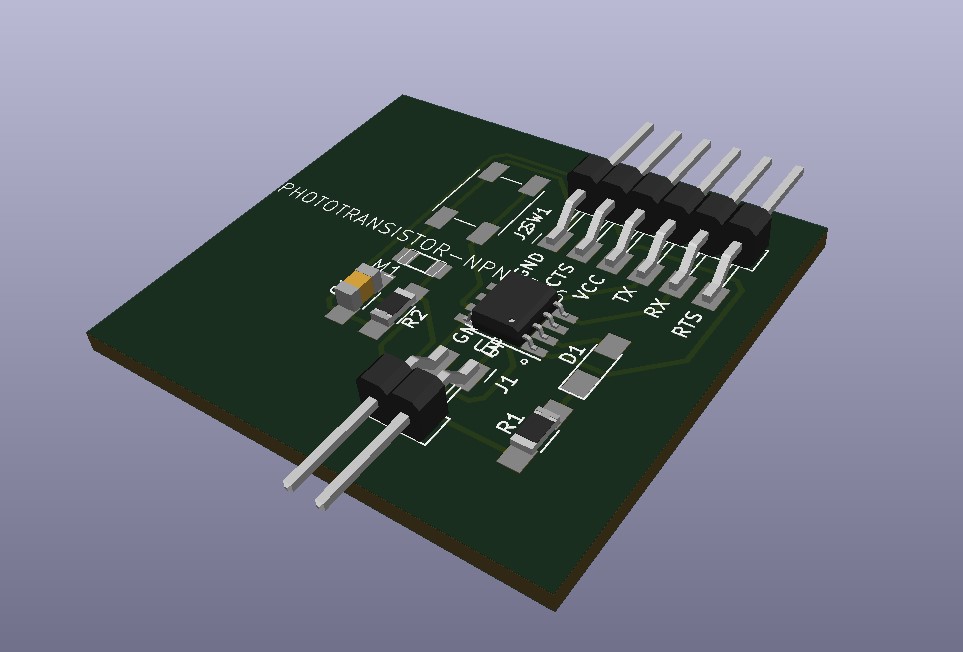 PHOTOTRANSISTOR-NPN
SW1
J2
GND
CTS
VCC
TX
RX
RTS
M1
R2
D1
J1
R1